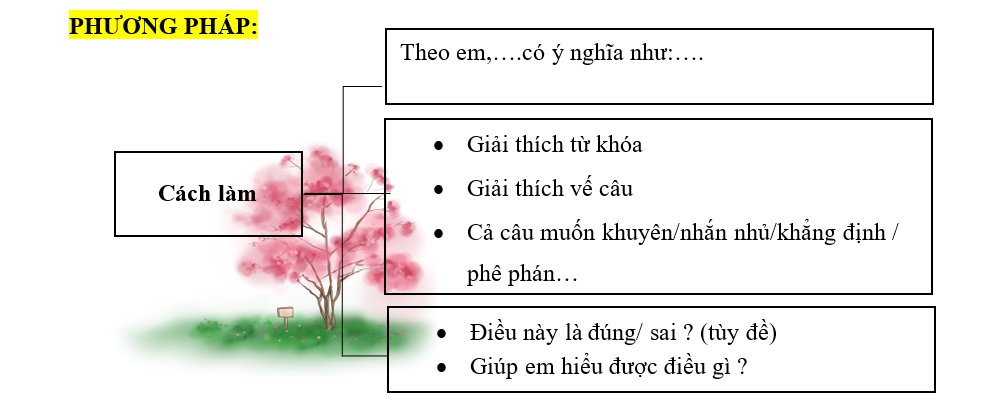 PHƯƠNG PHÁP:
Theo em,….có ý nghĩa như:….
Cách làm
• Giải thích từ khóa
• Giải thích vế câu
• Cả câu muốn khuyên/nhắn nhủ/khẳng định /
phê phán…
• Điều này là đúng/ sai ? (tùy đề)
• Giúp em hiểu được điều gì ?